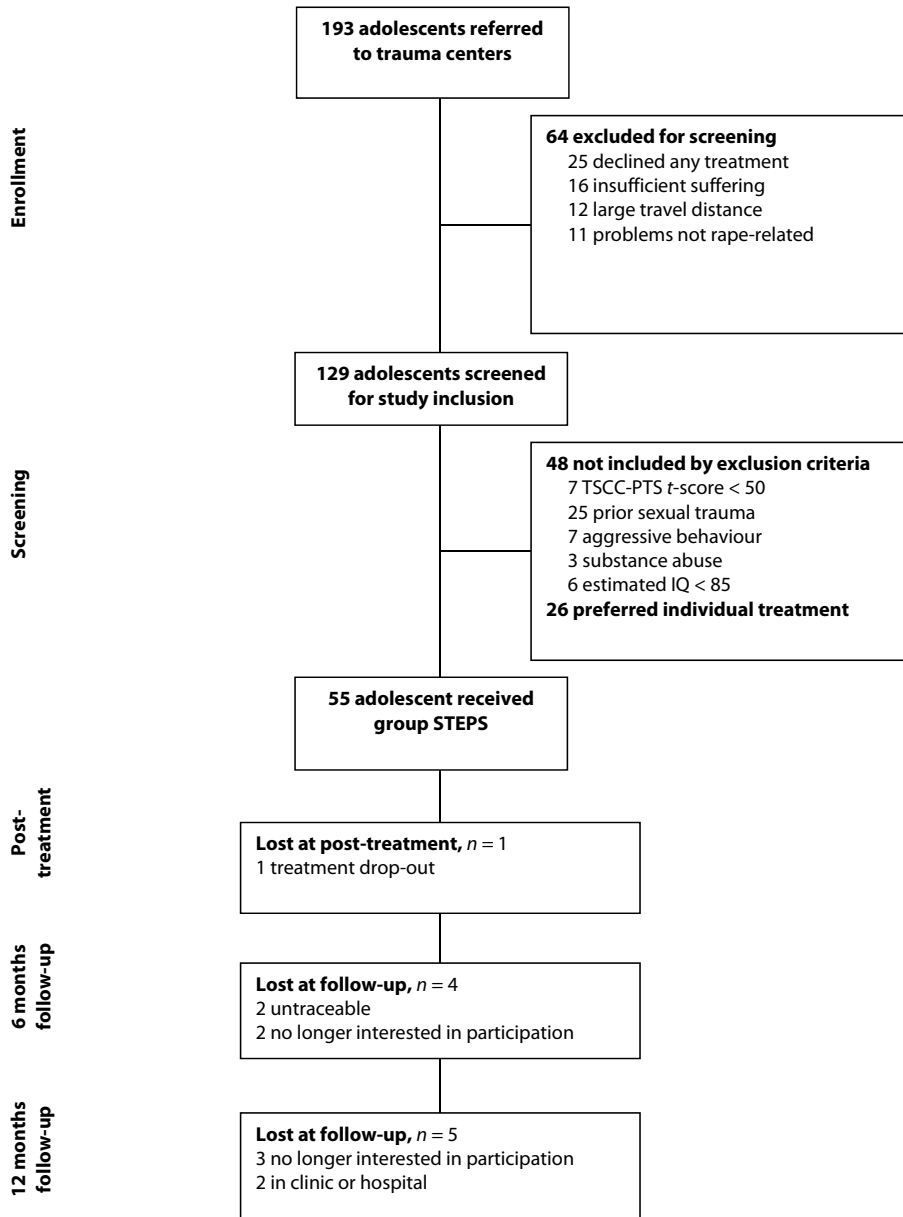 193 adolescents referred
to trauma centers
Enrollment
64 excluded for screening
25 declined any treatment
16 insufficient suffering
12 large travel distance
11 problems not rape-related
129 adolescents screened
for study inclusion
Screening
48 not included by exclusion criteria
7 TSCC-PTS t-score < 50
25 prior sexual trauma
7 aggressive behaviour
3 substance abuse
6 estimated IQ < 85
26 preferred individual treatment
55 adolescent received
group STEPS
Post-
treatment
Lost at post-treatment, n = 1
1 treatment drop-out
6 months
follow-up
Lost at follow-up, n = 4
2 untraceable
2 no longer interested in participation
12 months
follow-up
Lost at follow-up, n = 5
3 no longer interested in participation
2 in clinic or hospital